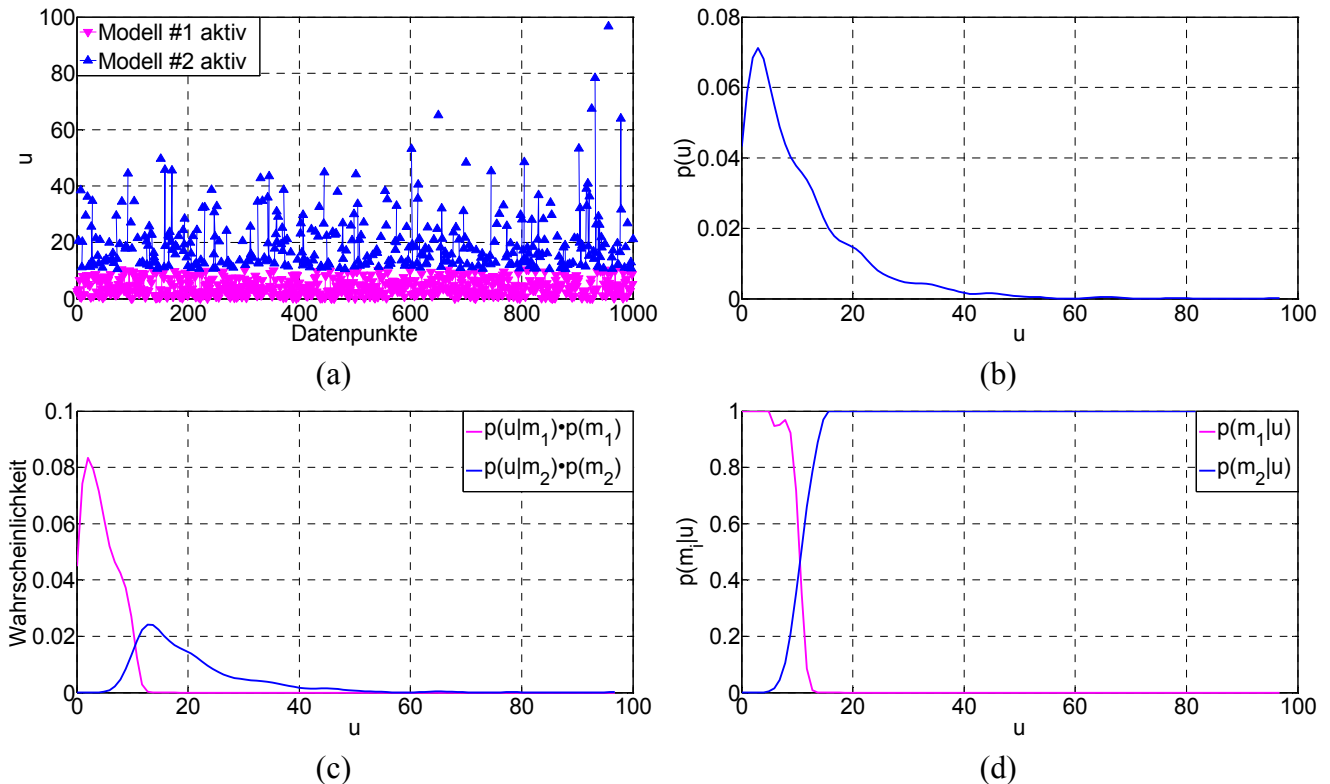 100
80
60
40
20
0
u
Modell #1 aktiv
Modell #2 aktiv
0 200 400 600 800 1000
Datenpunkte
(a)
0.08
0.06
0.04
0.02
0
p(u)
0 20 40 60 80 100
u
(b)
0.1
0.08
0.06
0.04
0.02
0
Wahrscheinlichkeit
p(u|m₁)•p(m₁)
p(u|m₂)•p(m₂)
0 20 40 60 80 100
u
(c)
1
0.8
0.6
0.4
0.2
0
p(mᵢ|u)
p(m₁|u)
p(m₂|u)
0 20 40 60 80 100
u
(d)